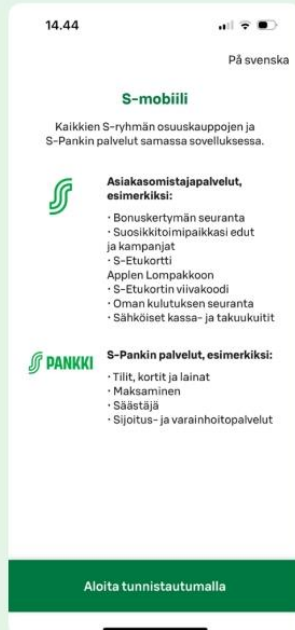 14.44
På svenska
S-mobiili
Kaikkien S-ryhmän osuuskauppojen ja
S-Pankin palvelut samassa sovelluksessa.
Asiakasomistajapalvelut,
esimerkiksi:
· Bonuskertymän seuranta
· Suosikkitoimipaikkasi edut
ja kampanjat
· S-Etukortti
Applen Lompakkoon
· S-Etukortin viivakoodi
· Oman kulutuksen seuranta
· Sähköiset kassa- ja takuukuitit
PANKKI
S-Pankin palvelut, esimerkiksi:
· Tilit, kortit ja lainat
· Maksaminen
· Säästäjä
· Sijoitus- ja varainhoitopalvelut
Aloita tunnistautumalla